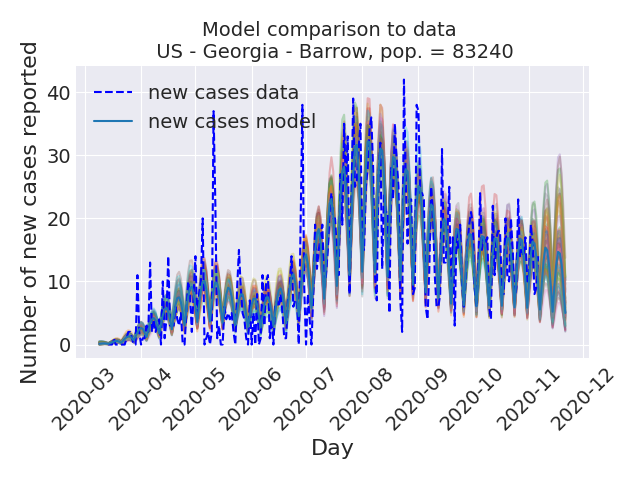 Model comparison to data
US - Georgia - Barrow, pop. = 83240
Number of new cases reported
40
30
20
10
0
new cases data
new cases model
2020-03
2020-04
2020-05
2020-06
2020-07
2020-08
2020-09
2020-10
2020-11
2020-12
Day